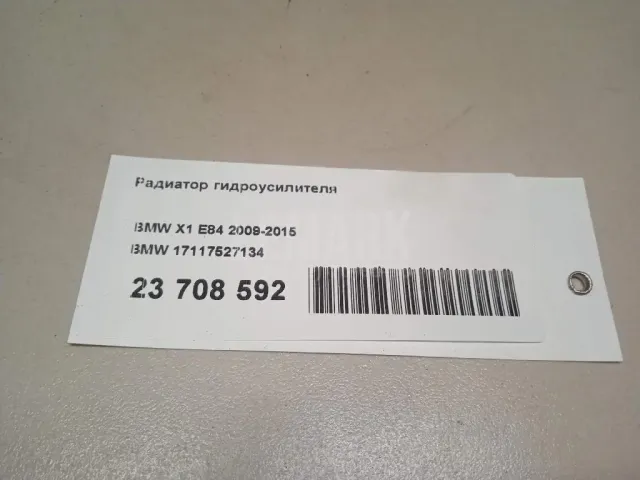 Радиатор гидроусилителя
BMW X1 E84 2009-2015
BMW 17117527134
23 708 592